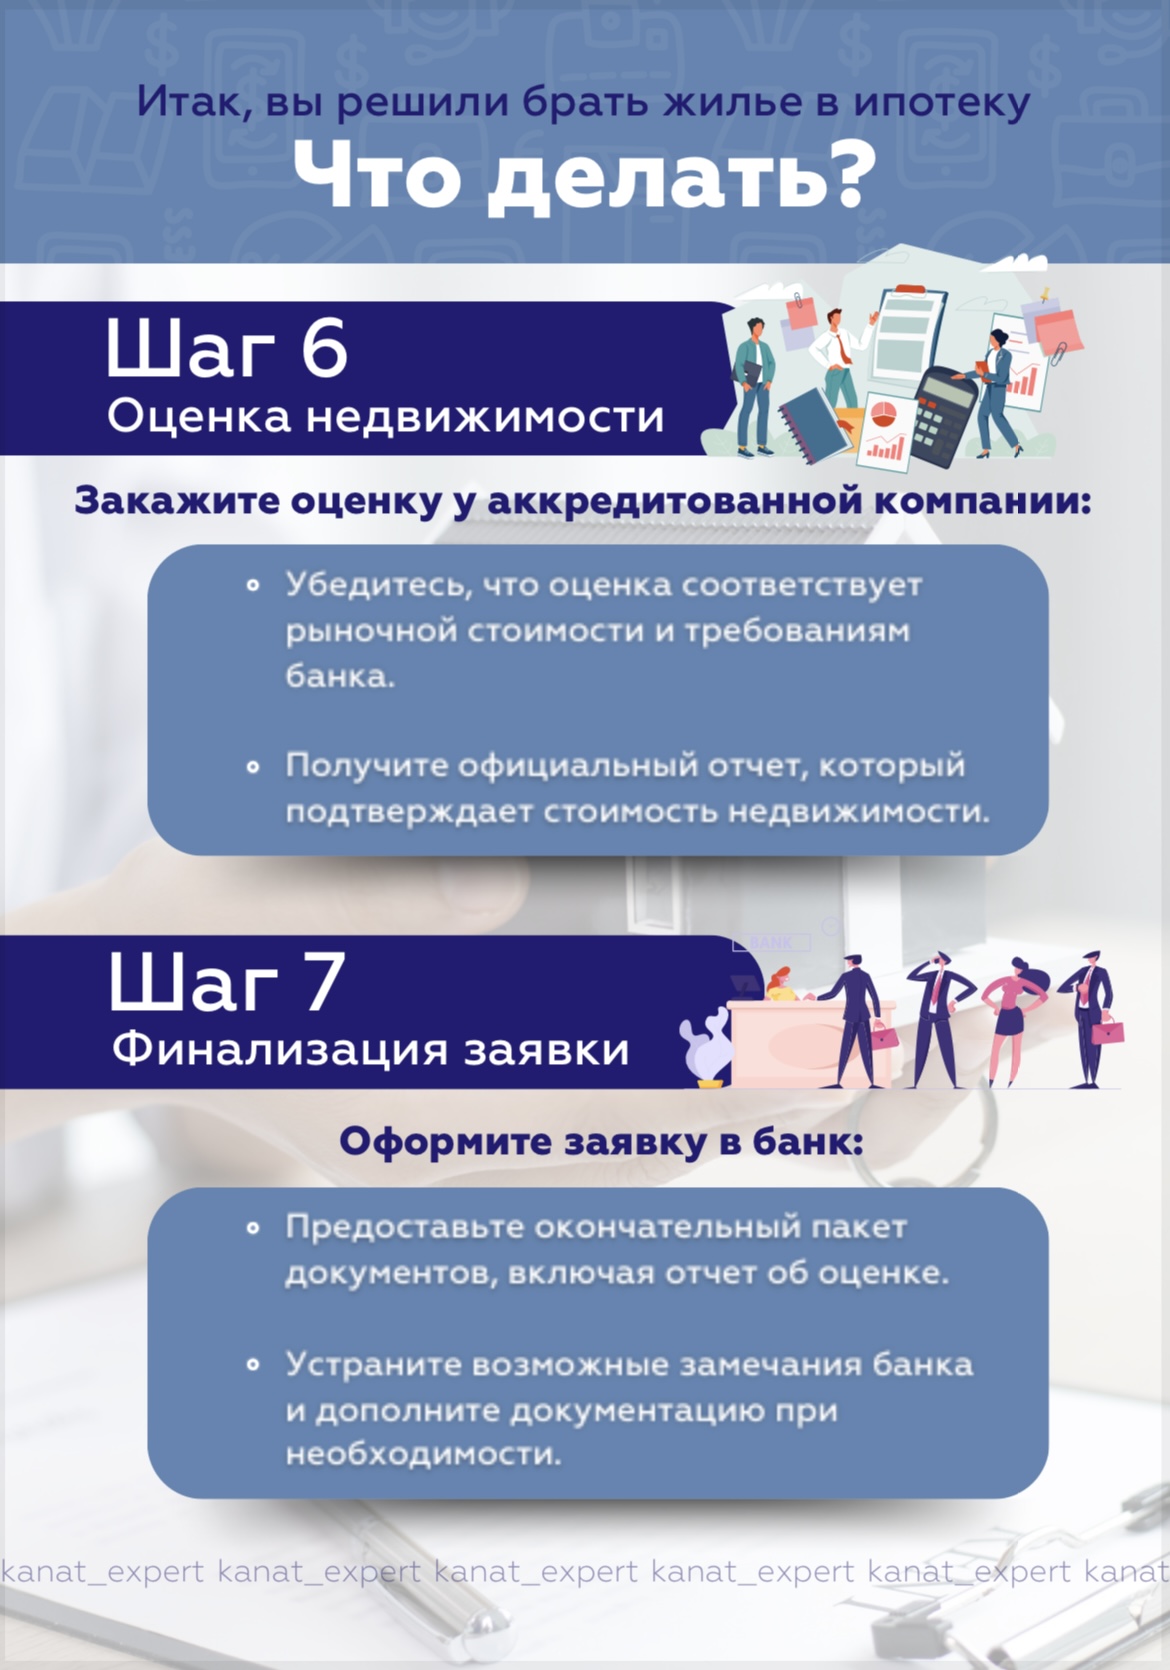 Итак, вы решили брать жилье в ипотеку
Что делать?
Шаг 6
Оценка недвижимости
Закажите оценку у аккредитованной компании:
Убедитесь, что оценка соответствует
рыночной стоимости и требованиям
банка.
Получите официальный отчет, который
подтверждает стоимость недвижимости.
BANK
Шаг 7
Финализация заявки
Оформите заявку в банк:
Предоставьте окончательный пакет
документов, включая отчет об оценке.
Устраните возможные замечания банка
и дополните документацию при
необходимости.
kanat_expert kanat_expert kanat_expert kanat_expert kanat_expert kanat